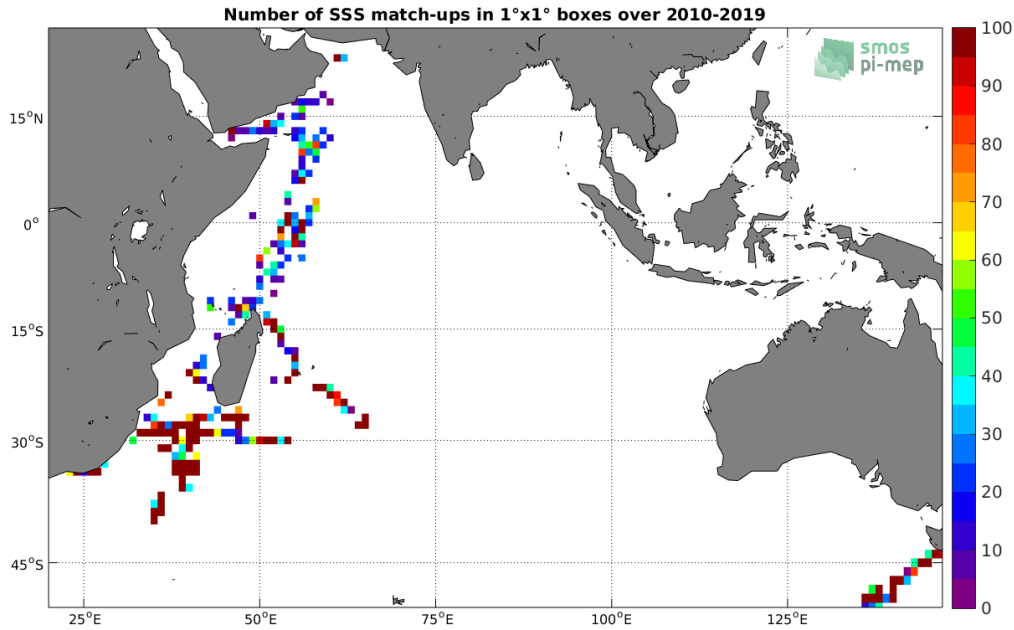 Number of SSS match-ups in 1°x1° boxes over 2010-2019
smos
pi-mep
15°N
0°
15°S
30°S
45°S
25°E
50°E
75°E
100°E
125°E
100
90
80
70
60
50
40
30
20
10
0